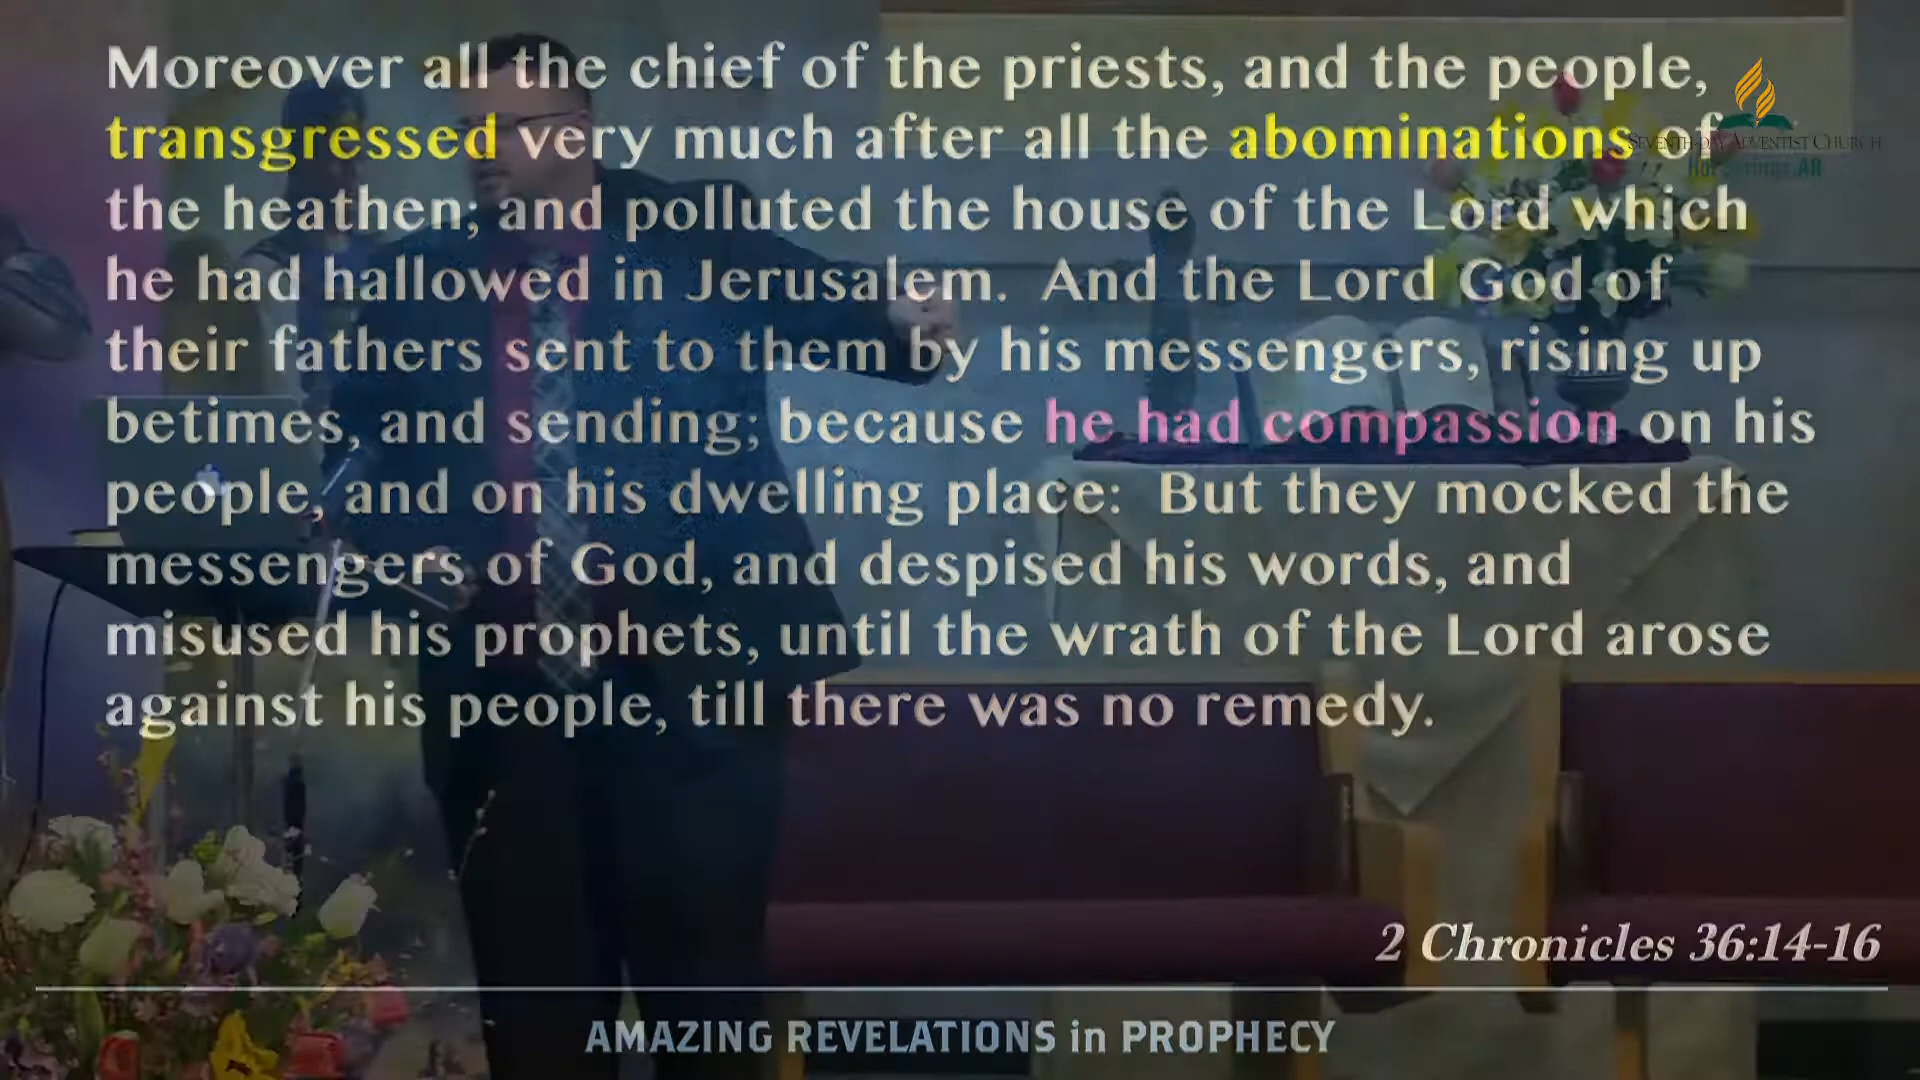 Moreover all the chief of the priests, and the people,
transgressed very much after all the abominations of
the heathen; and polluted the house of the Lord which
he had hallowed in Jerusalem. And the Lord God of
their fathers sent to them by his messengers, rising up
betimes, and sending; because he had compassion on his
people, and on his dwelling place: But they mocked the
messengers of God, and despised his words, and
misused his prophets, until the wrath of the Lord arose
against his people, till there was no remedy.
SEVENTH-DAY ADVENTIST CHURCH
Hot Springs, AR
2 Chronicles 36:14-16
AMAZING REVELATIONS in PROPHECY